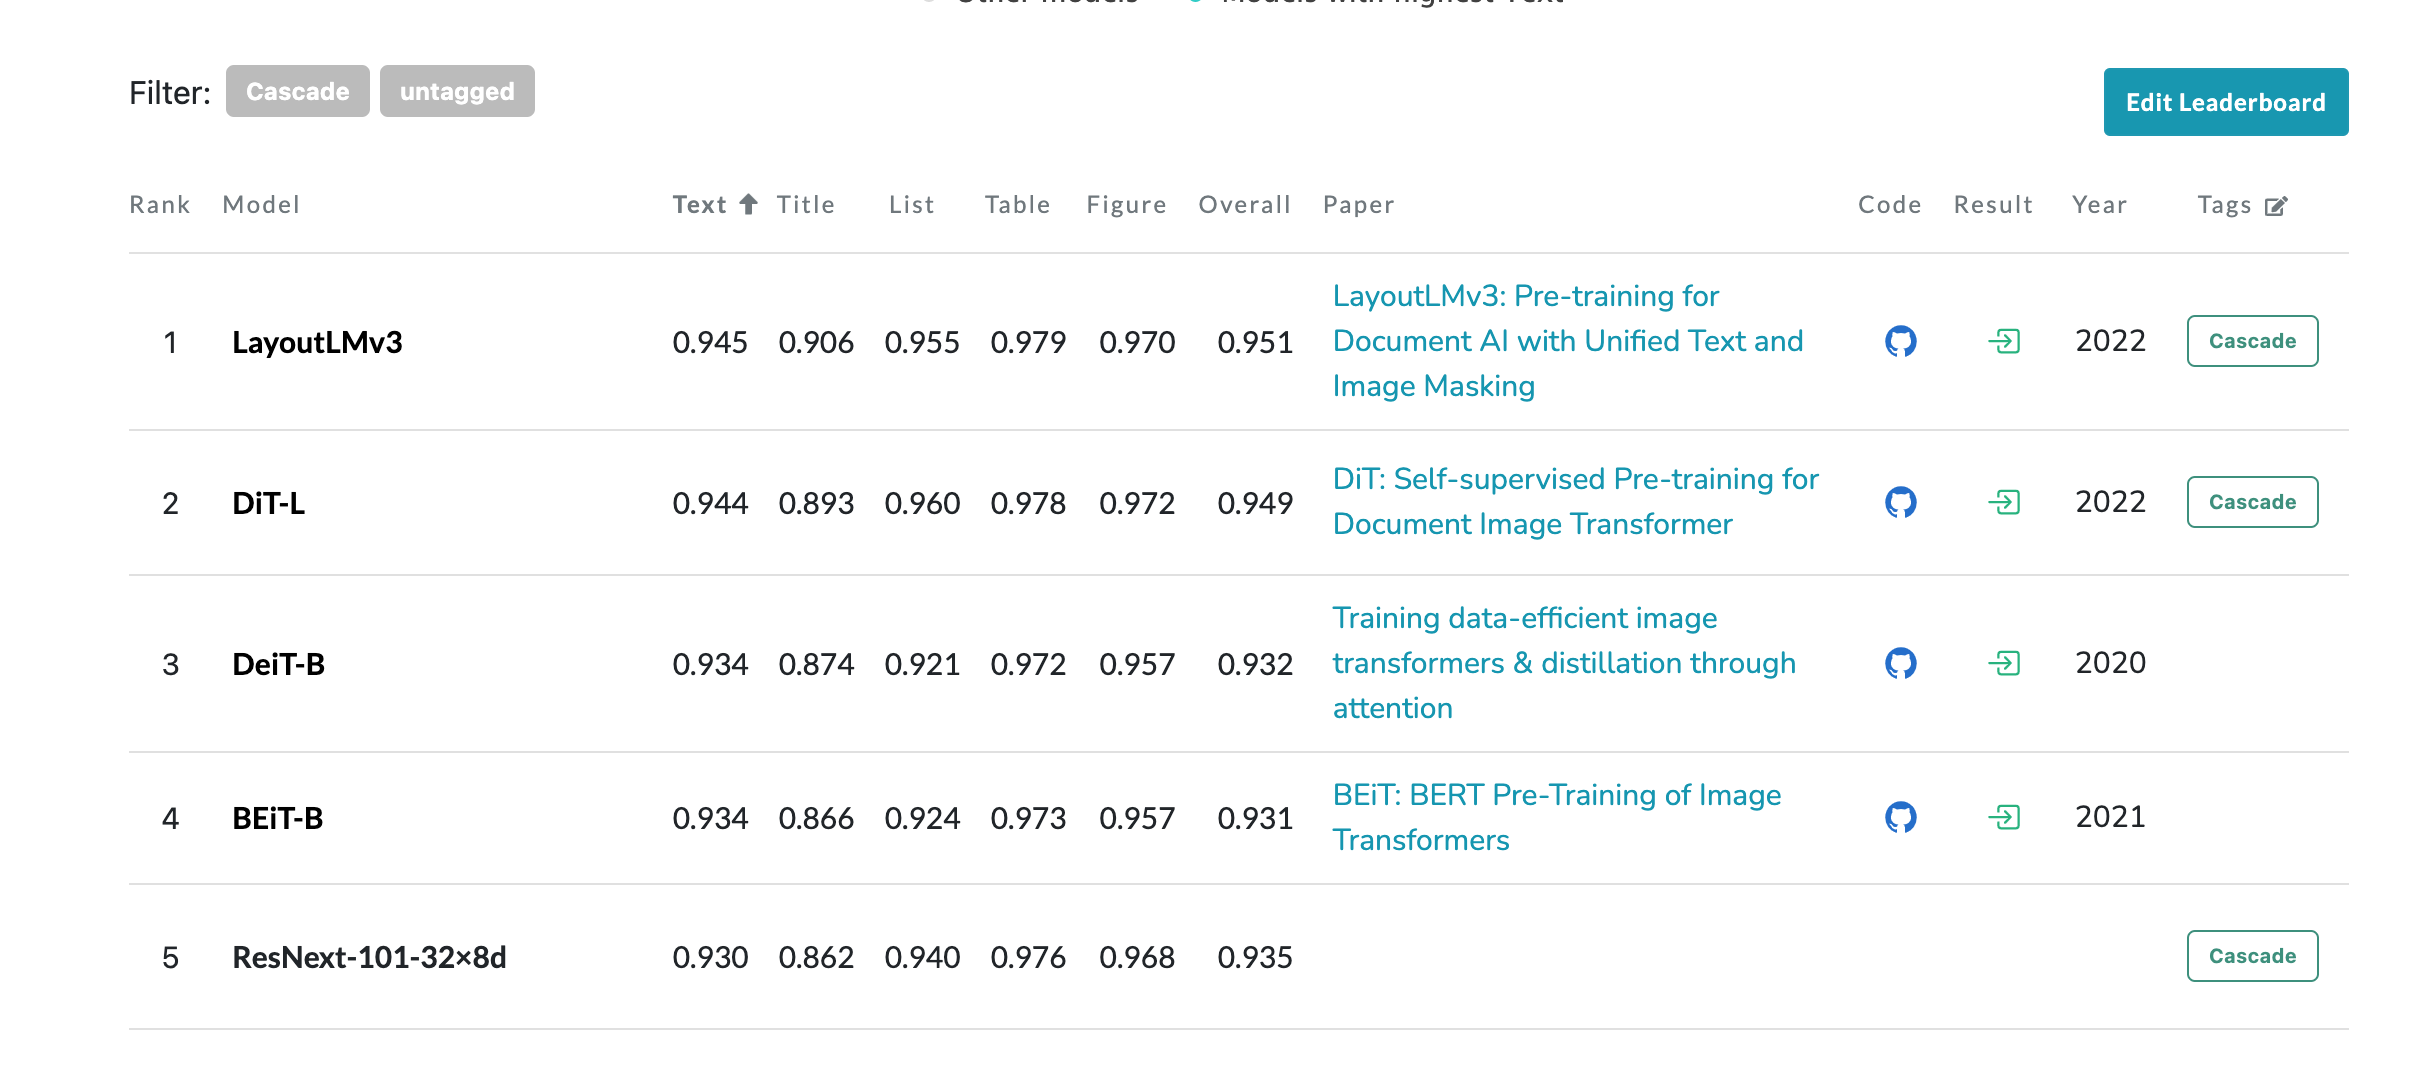 Other models Models with highest Text
Filter: Cascade untagged
Edit Leaderboard
Rank Model Text Title List Table Figure Overall Paper Code Result Year Tags
1 LayoutLMv3 0.945 0.906 0.955 0.979 0.970 0.951 LayoutLMv3: Pre-training for
Document AI with Unified Text and
Image Masking
2022 Cascade
2 DiT-L 0.944 0.893 0.960 0.978 0.972 0.949 DiT: Self-supervised Pre-training for
Document Image Transformer
2022 Cascade
3 DeiT-B 0.934 0.874 0.921 0.972 0.957 0.932 Training data-efficient image
transformers & distillation through
attention
2020
4 BEiT-B 0.934 0.866 0.924 0.973 0.957 0.931 BEiT: BERT Pre-Training of Image
Transformers
2021
5 ResNext-101-32×8d 0.930 0.862 0.940 0.976 0.968 0.935 Cascade